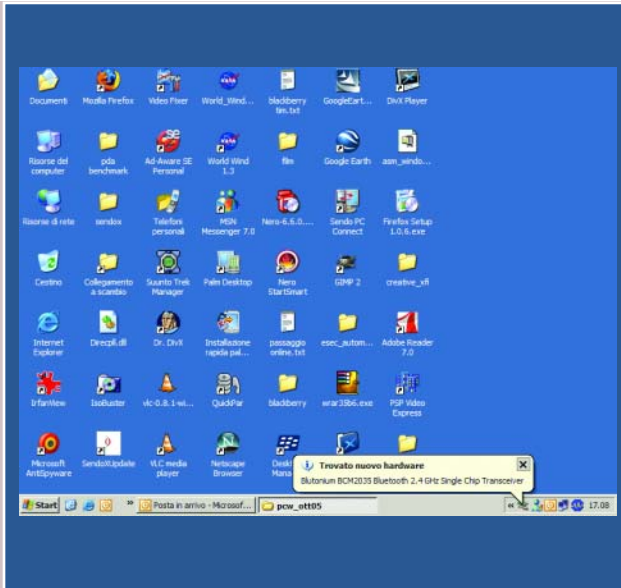 Documenti Mozilla Firefox Video Fixer World_Wind... blackberry GoogleEart... DivX Player
tim.txt
Risorse del pda Ad-Aware SE World Wind film Google Earth asm_windo...
computer benchmark Personal 1.3
Risorse di rete sendox Telefoni MSN Nero-6.6.0.... Sendo PC Firefox Setup
personali Messenger 7.0 Connect 1.0.6.exe
Cestino Collegamento Suunto Trek Palm Desktop Nero GIMP 2 creative_xfi
a scambio Manager StartSmart
Internet Direcpll.dll Dr. DivX Installazione passaggio esec_autom... Adobe Reader
Explorer rapida pal... online.txt 7.0
IrfanView IsoBuster vlc-0.8.1-wi... QuickPar blackberry wrar35b6.exe PSP Video
Express
Microsoft SendoXUpdate VLC media Netscape Deskt
AntiSpyware player Browser Mana
Trovato nuovo hardware
Blutonium BCM2035 Bluetooth 2.4 GHz Single Chip Transceiver
Start Posta in arrivo - Microsof... pcw_ott05 17.08